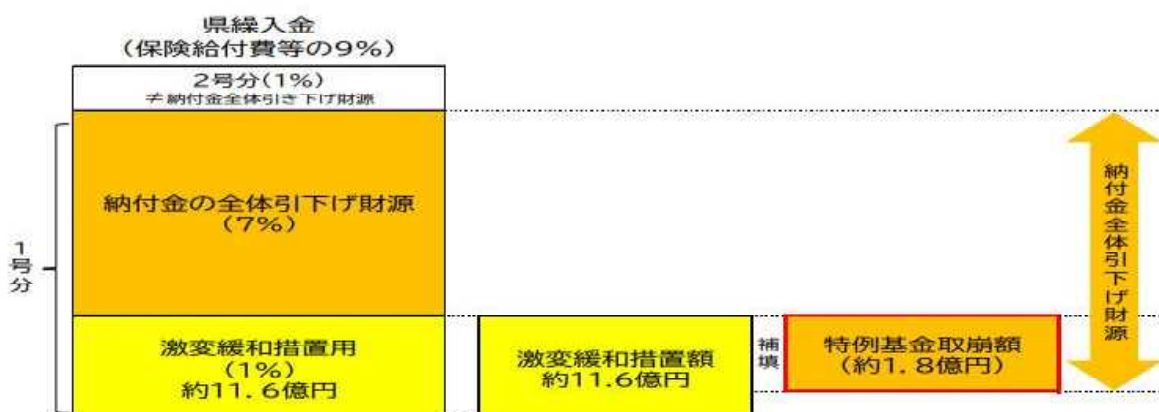 県繰入金
(保険給付費等の9%)
2号分(1%)
≠納付金全体引き下げ財源
納付金の全体引下げ財源
(7%)
1号分
激変緩和措置用
(1%)
約11.6億円
激変緩和措置額
約11.6億円
補填
特例基金取崩額
(約1.8億円)
納付金全体引下げ財源